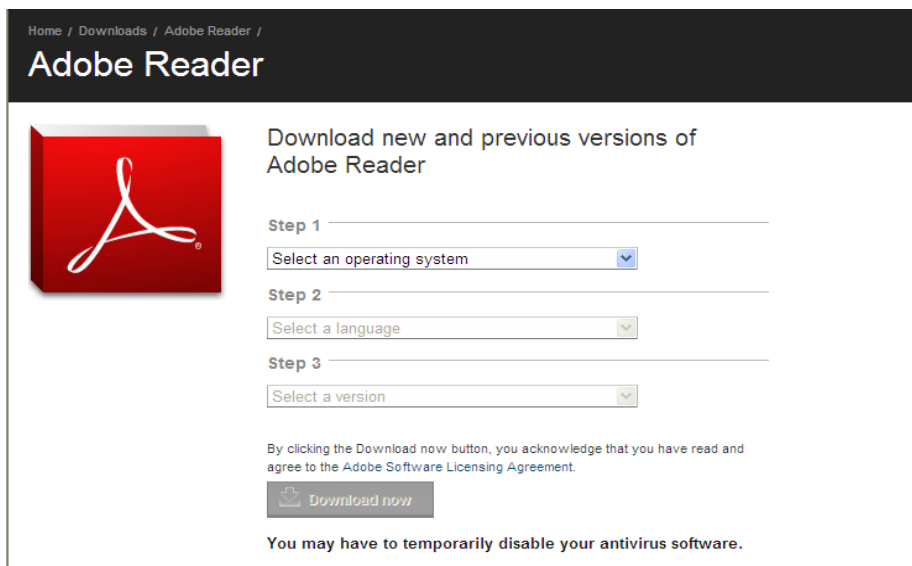 Home / Downloads / Adobe Reader /
Adobe Reader
Download new and previous versions of
Adobe Reader
Step 1
Select an operating system
Step 2
Select a language
Step 3
Select a version
By clicking the Download now button, you acknowledge that you have read and
agree to the Adobe Software Licensing Agreement.
Download now
You may have to temporarily disable your antivirus software.